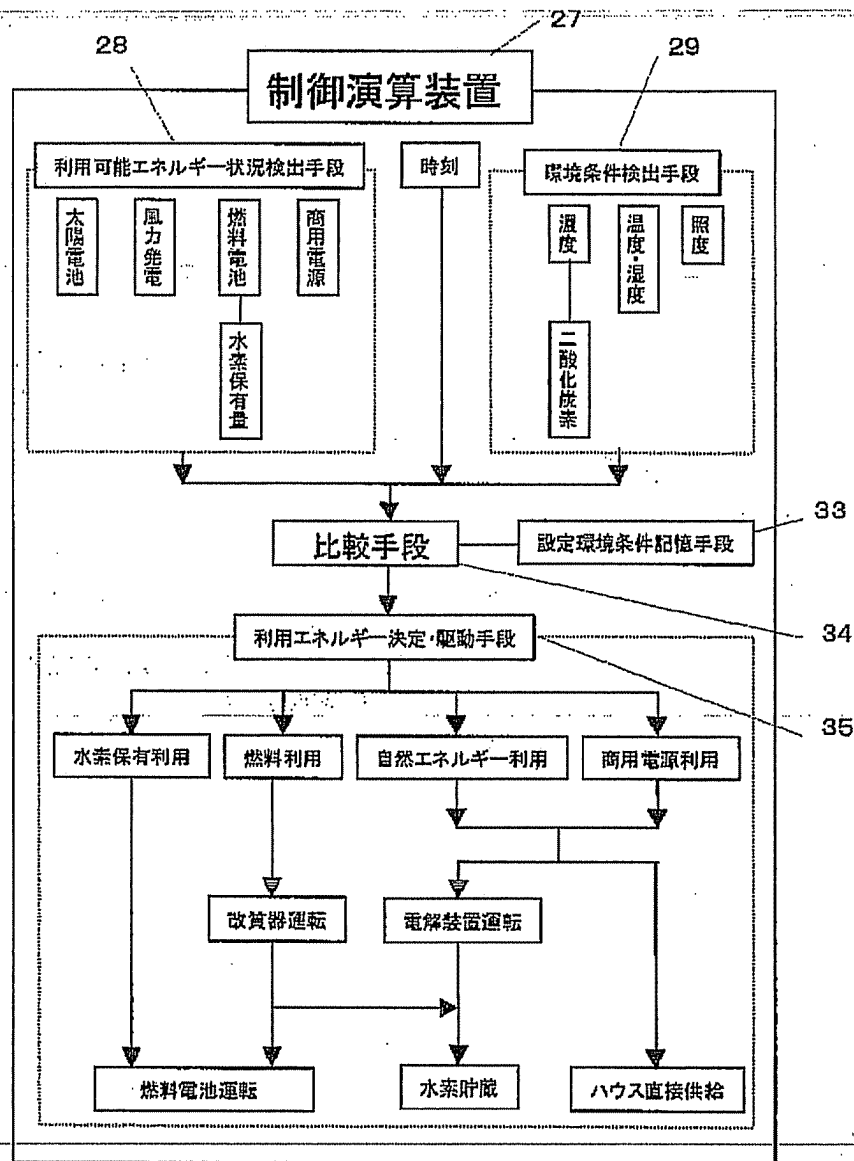 27
28
29
制御演算装置
利用可能エネルギー状況検出手段
時刻
環境条件検出手段
太陽電池
風力発電
燃料電池
商用電源
水素保有量
温度・湿度
照度
二酸化炭素
比較手段
設定環境条件記憶手段
33
34
利用エネルギー決定・駆動手段
35
水素保有利用
燃料利用
自然エネルギー利用
商用電源利用
改質器運転
電解装置運転
燃料電池運転
水素貯蔵
ハウス直接供給